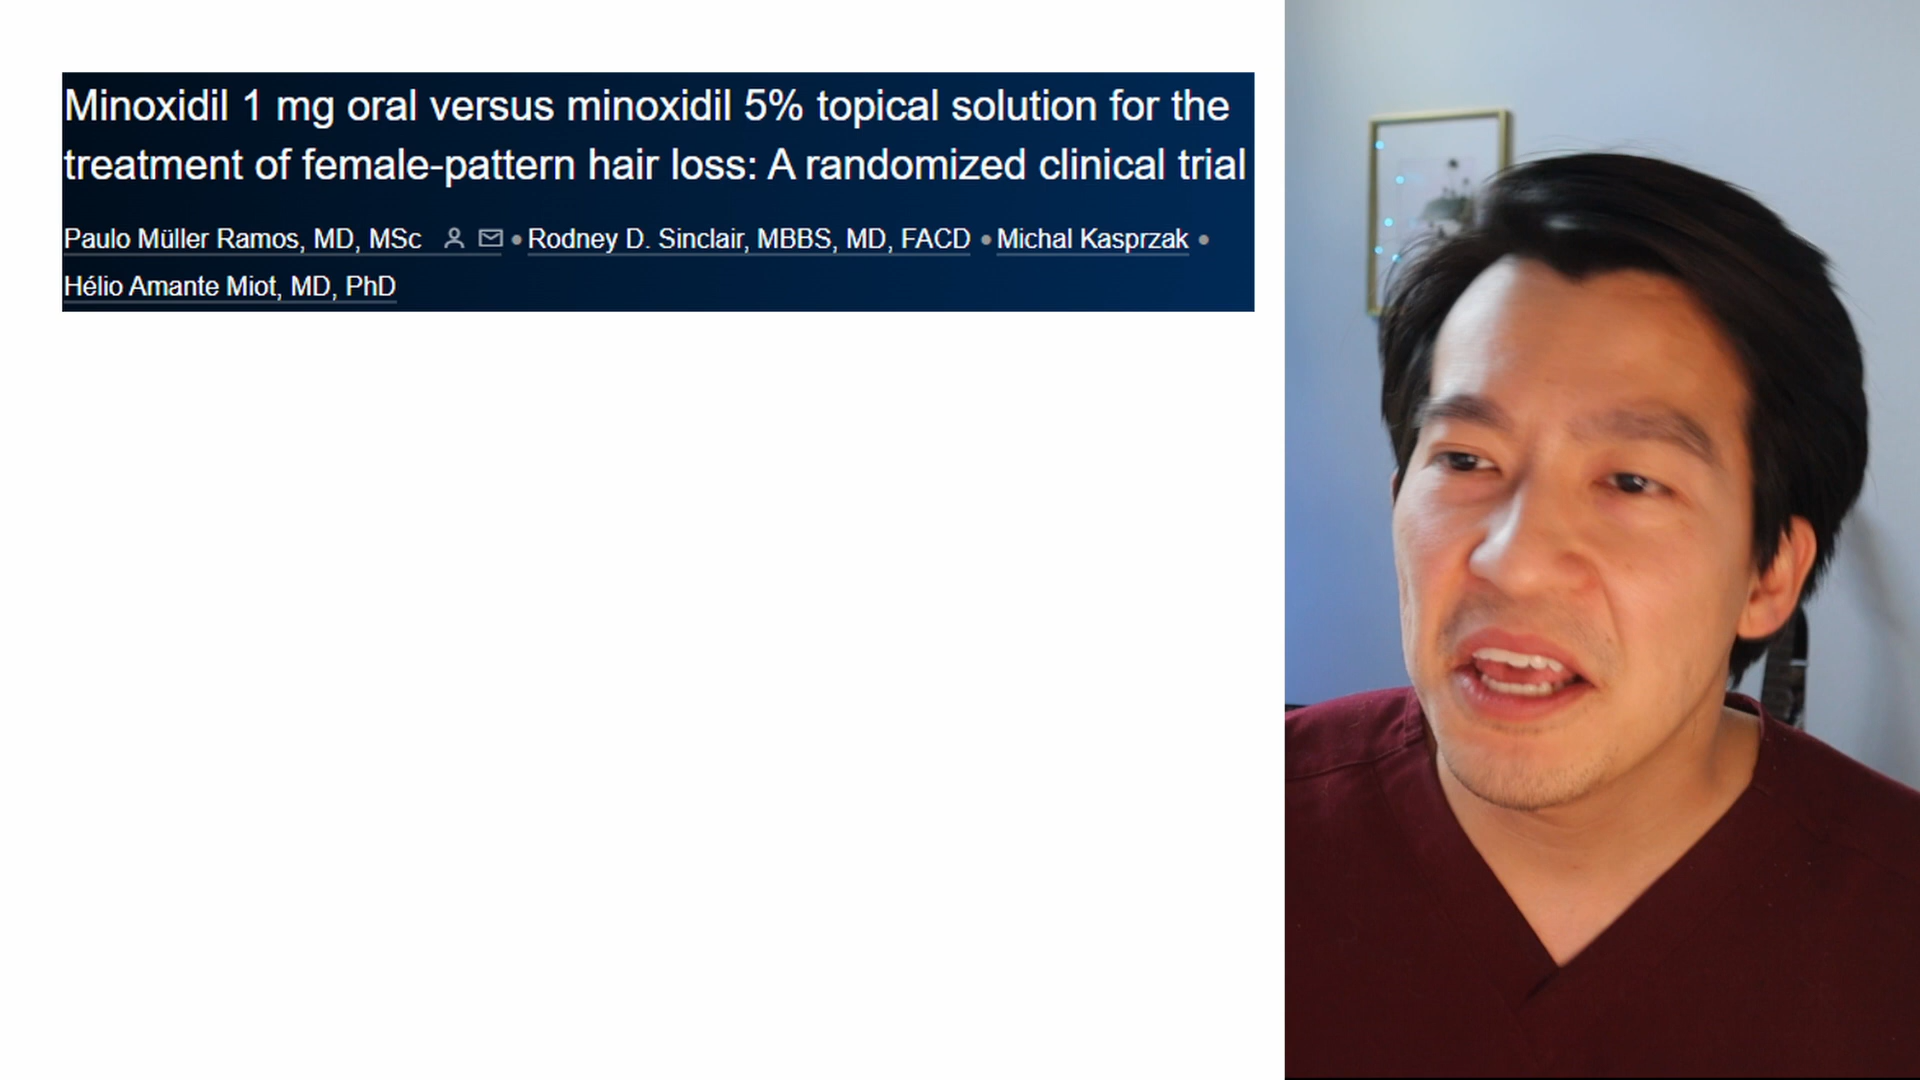 Minoxidil 1 mg oral versus minoxidil 5% topical solution for the
treatment of female-pattern hair loss: A randomized clinical trial
Paulo Müller Ramos, MD, MSc • Rodney D. Sinclair, MBBS, MD, FACD • Michal Kasprzak •
Hélio Amante Miot, MD, PhD